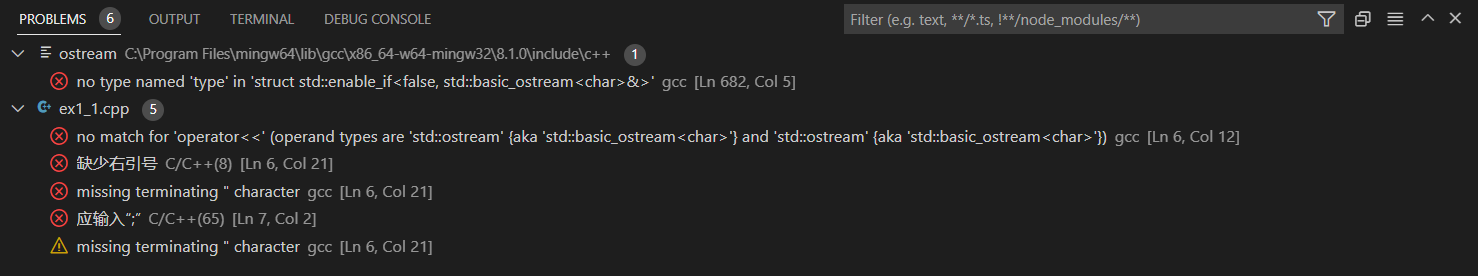 PROBLEMS 6 OUTPUT TERMINAL DEBUG CONSOLE Filter (e.g. text, **/*.ts, !**/node_modules/**)
ostream C:\Program Files\mingw64\lib\gcc\x86_64-w64-mingw32\8.1.0\include\c++ 1
no type named 'type' in 'struct std::enable_if<false, std::basic_ostream<char>&>' gcc [Ln 682, Col 5]
ex1_1.cpp 5
no match for 'operator<<' (operand types are 'std::ostream' {aka 'std::basic_ostream<char>'} and 'std::ostream' {aka 'std::basic_ostream<char>'}) gcc [Ln 6, Col 12]
缺少右引号 C/C++(8) [Ln 6, Col 21]
missing terminating " character gcc [Ln 6, Col 21]
应输入“;” C/C++(65) [Ln 7, Col 2]
missing terminating " character gcc [Ln 6, Col 21]